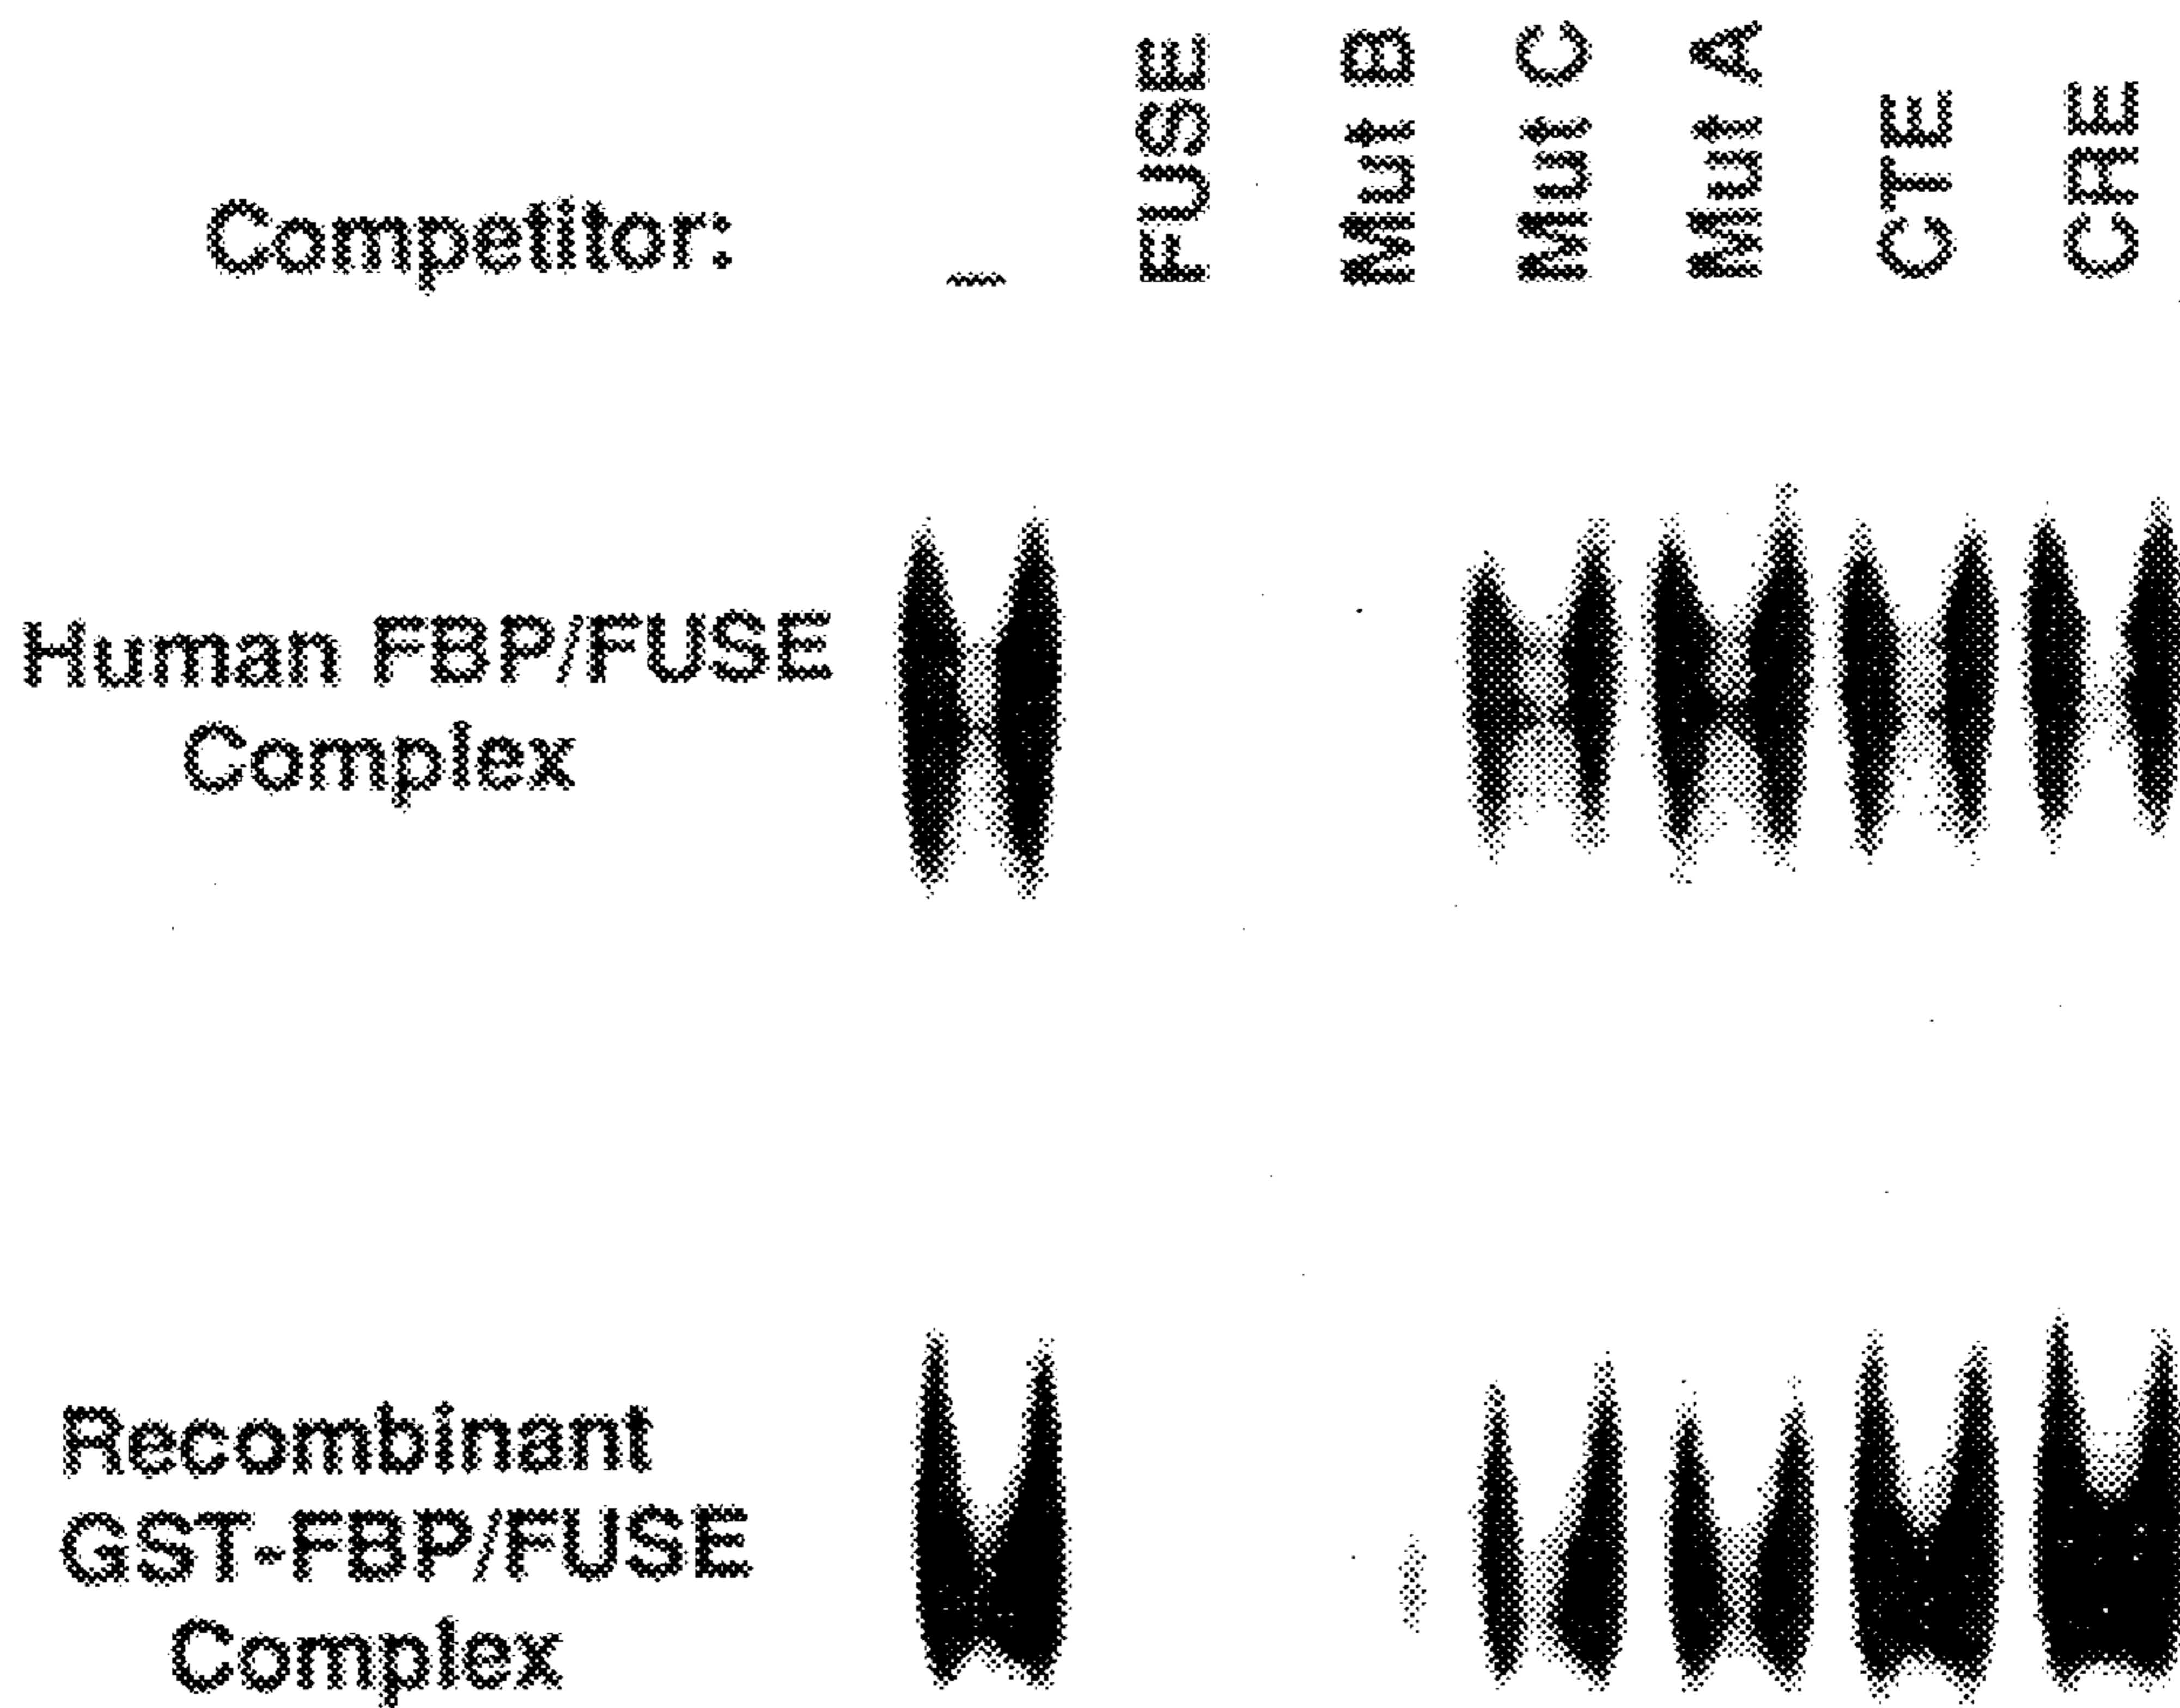 Competitor:
-
FUSE
Mut B
Mut C
Mut A
CTE
CRE
Human FBP/FUSE
Complex
Recombinant
GST-FBP/FUSE
Complex